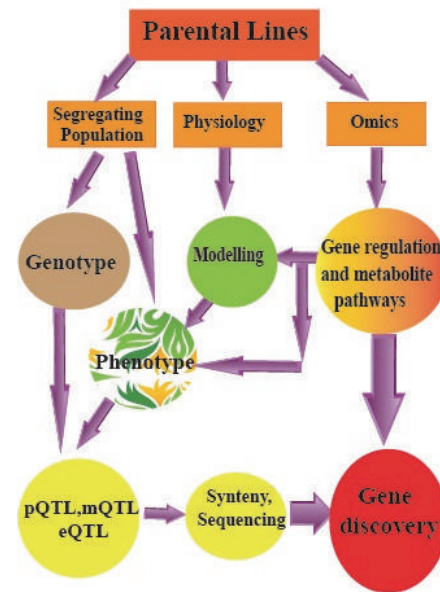 Parental Lines
Segregating
Population
Physiology
Omics
Genotype
Modelling
Gene regulation
and metabolite
pathways
Phenotype
pQTL,mQTL
eQTL
Synteny,
Sequencing
Gene
discovery